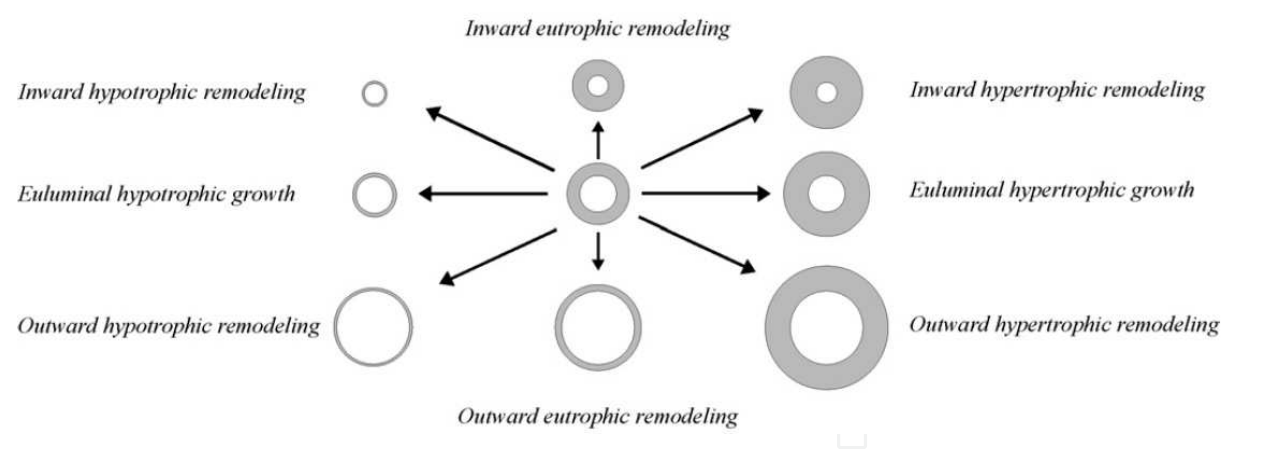 Inward eutrophic remodeling
Inward hypotrophic remodeling
Inward hypertrophic remodeling
Euluminal hypotrophic growth
Euluminal hypertrophic growth
Outward hypotrophic remodeling
Outward hypertrophic remodeling
Outward eutrophic remodeling